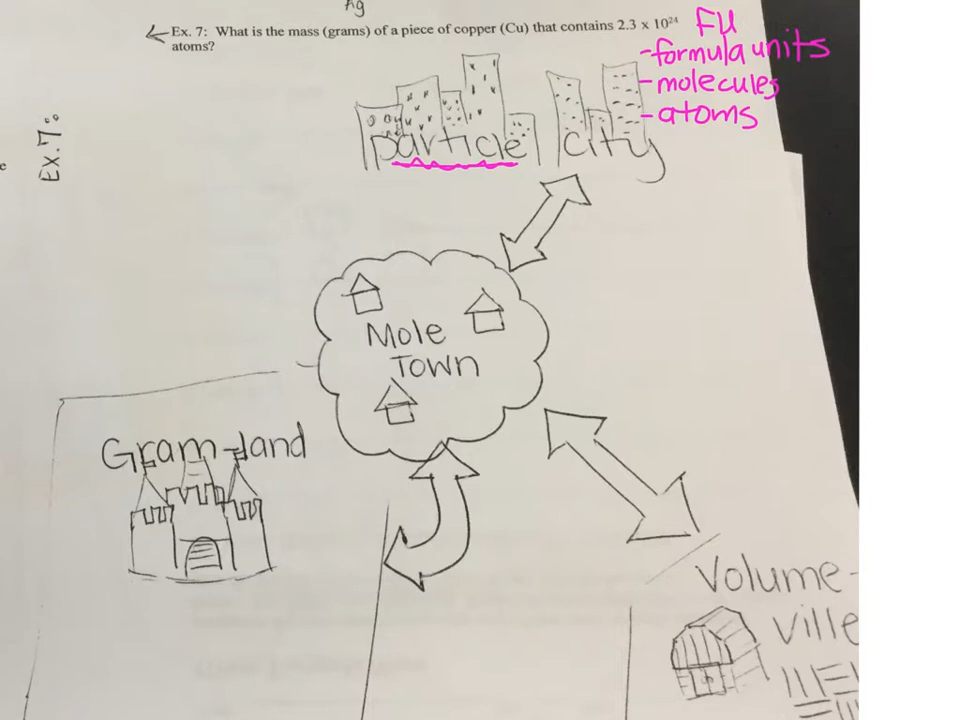 Ag
Ex. 7: What is the mass (grams) of a piece of copper (Cu) that contains 2.3 x 10²⁴
atoms?
FU
-formula units
-molecules
-atoms
Ex.7:
e
particle city
Mole
Town
Gram-land
Volume-
ville